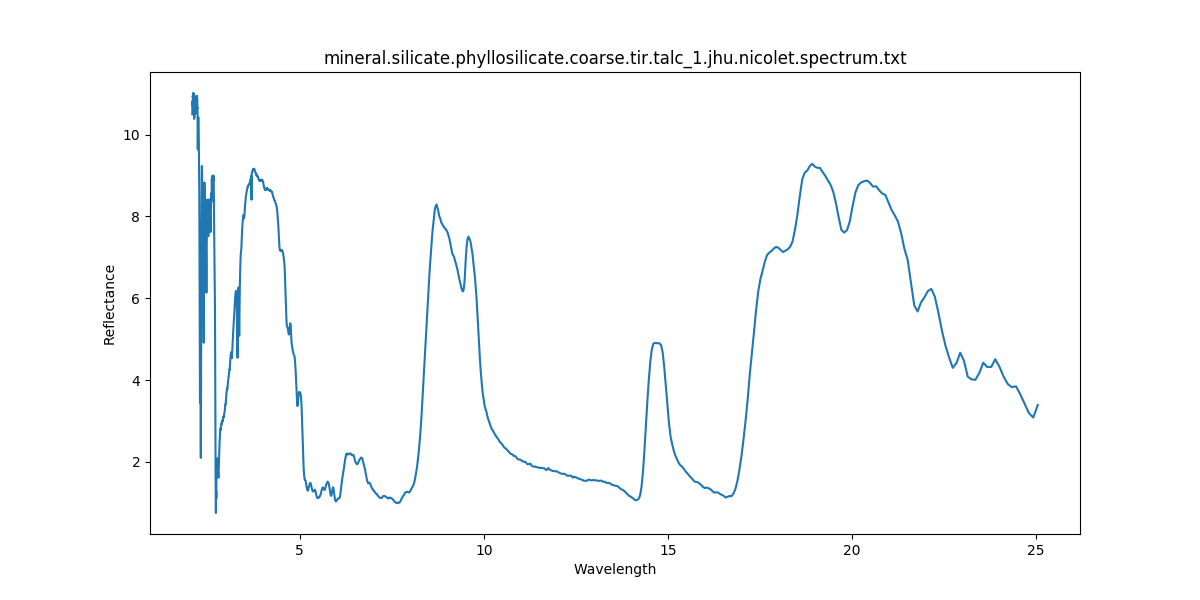 mineral.silicate.phyllosilicate.coarse.tir.talc_1.jhu.nicolet.spectrum.txt
10
8
6
4
2
Reflectance
5 10 15 20 25
Wavelength